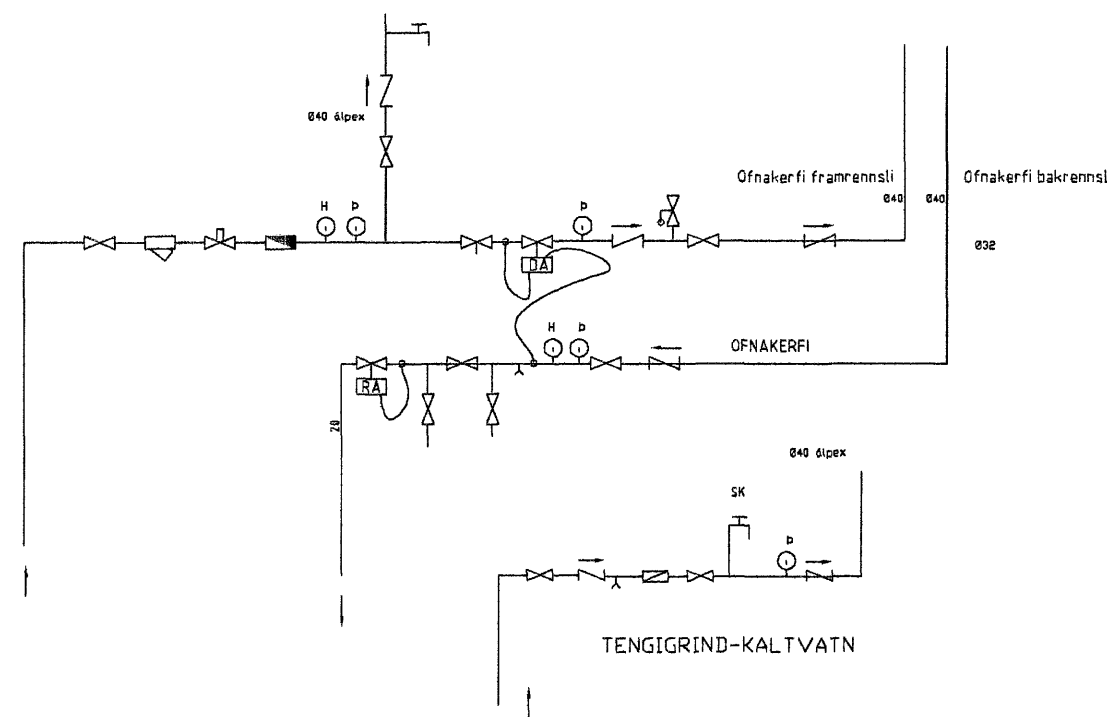 Ø40 álpex
Ofnakerfi framrennsli
Ofnakerfi bakrennsl
Ø40
Ø40
H
Þ
Þ
Ø32
DA
H
Þ
OFNAKERFI
RA
20
Ø40 álpex
SK
Þ
TENGIGRIND-KALTVATN